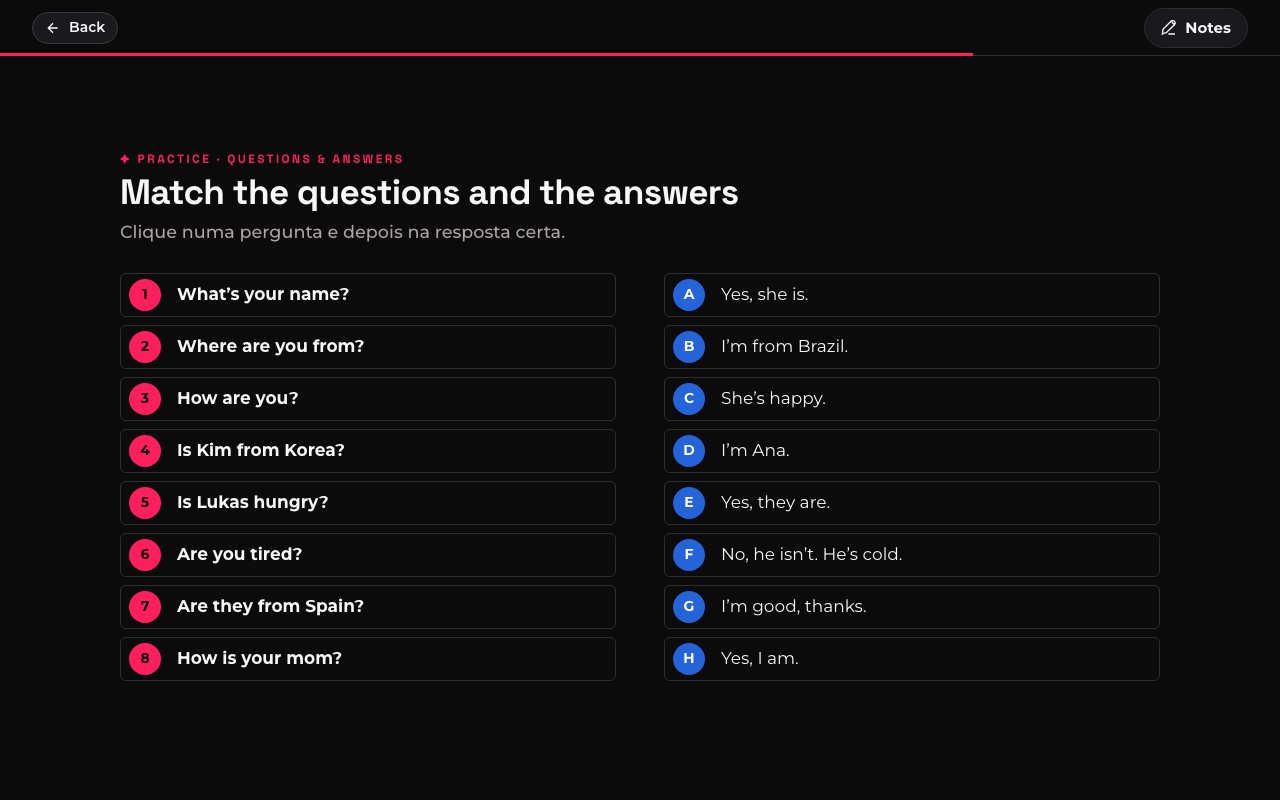 Back
Notes
✦ PRACTICE · QUESTIONS & ANSWERS
Match the questions and the answers
Clique numa pergunta e depois na resposta certa.
1 What’s your name?
A Yes, she is.
2 Where are you from?
B I’m from Brazil.
3 How are you?
C She’s happy.
4 Is Kim from Korea?
D I’m Ana.
5 Is Lukas hungry?
E Yes, they are.
6 Are you tired?
F No, he isn’t. He’s cold.
7 Are they from Spain?
G I’m good, thanks.
8 How is your mom?
H Yes, I am.